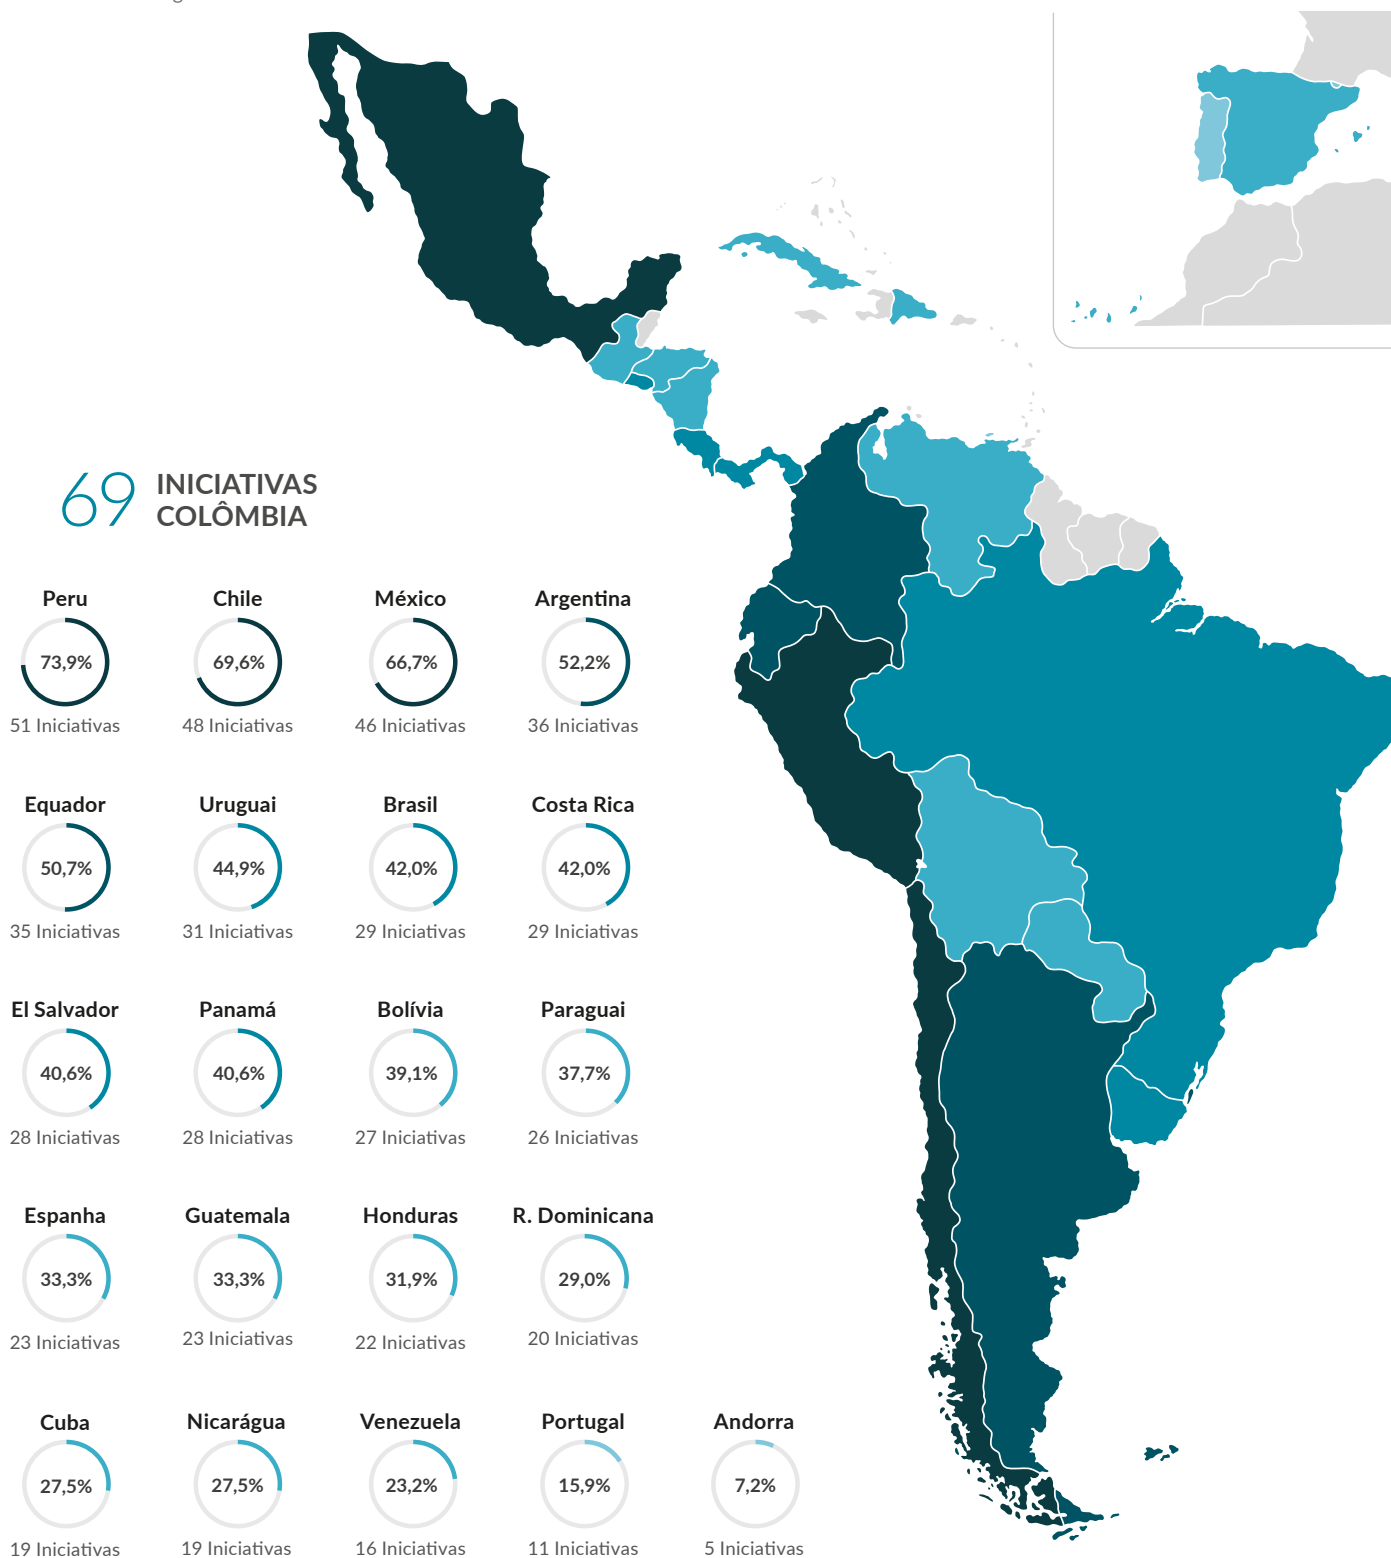 69 INICIATIVAS
COLÔMBIA
Peru
73,9%
51 Iniciativas
Chile
69,6%
48 Iniciativas
México
66,7%
46 Iniciativas
Argentina
52,2%
36 Iniciativas
Equador
50,7%
35 Iniciativas
Uruguai
44,9%
31 Iniciativas
Brasil
42,0%
29 Iniciativas
Costa Rica
42,0%
29 Iniciativas
El Salvador
40,6%
28 Iniciativas
Panamá
40,6%
28 Iniciativas
Bolívia
39,1%
27 Iniciativas
Paraguai
37,7%
26 Iniciativas
Espanha
33,3%
23 Iniciativas
Guatemala
33,3%
23 Iniciativas
Honduras
31,9%
22 Iniciativas
R. Dominicana
29,0%
20 Iniciativas
Cuba
27,5%
19 Iniciativas
Nicarágua
27,5%
19 Iniciativas
Venezuela
23,2%
16 Iniciativas
Portugal
15,9%
11 Iniciativas
Andorra
7,2%
5 Iniciativas